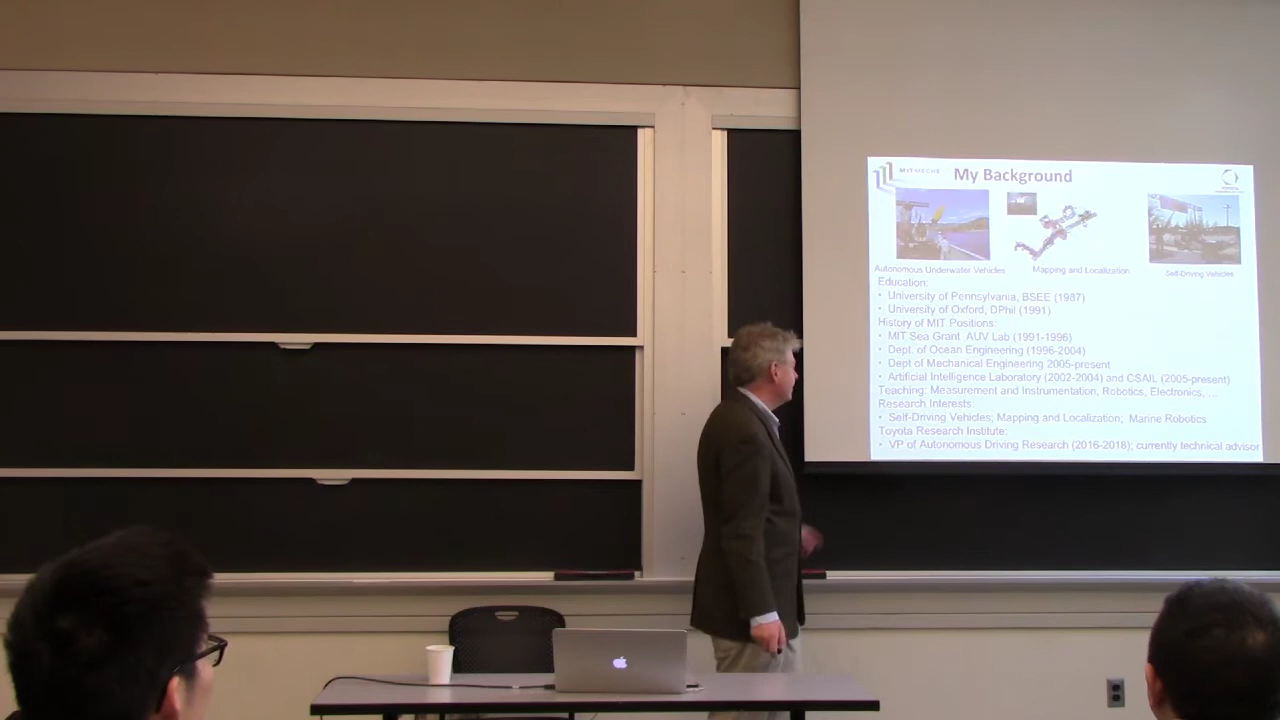 MITMECHE
My Background
TOYOTA
Autonomous Underwater Vehicles
Mapping and Localization
Self-Driving Vehicles
Education:
• University of Pennsylvania, BSEE (1987)
• University of Oxford, DPhil (1991)
History of MIT Positions:
• MIT Sea Grant AUV Lab (1991-1996)
• Dept. of Ocean Engineering (1996-2004)
• Dept of Mechanical Engineering 2005-present
• Artificial Intelligence Laboratory (2002-2004) and CSAIL (2005-present)
Teaching: Measurement and Instrumentation, Robotics, Electronics, ...
Research Interests:
• Self-Driving Vehicles; Mapping and Localization; Marine Robotics
Toyota Research Institute:
• VP of Autonomous Driving Research (2016-2018); currently technical advisor